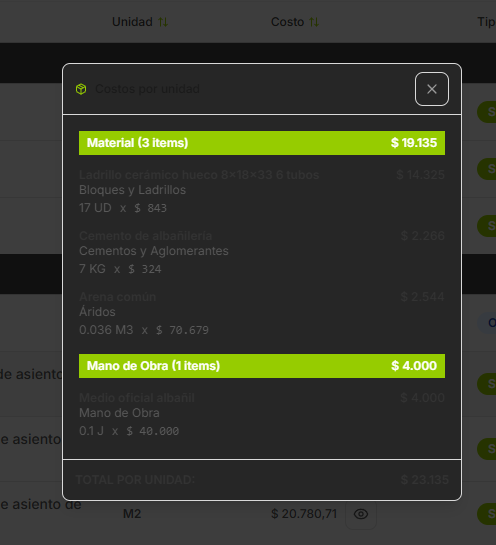 Unidad
Costo
Tip
Costos por unidad
Material (3 items) $ 19.135
Ladrillo cerámico hueco 8x18x33 6 tubos $ 14.325
Bloques y Ladrillos
17 UD x $ 843
Cemento de albañilería $ 2.266
Cementos y Aglomerantes
7 KG x $ 324
Arena común $ 2.544
Áridos
0.036 M3 x $ 70.679
Mano de Obra (1 items) $ 4.000
Medio oficial albañil $ 4.000
Mano de Obra
0.1 J x $ 40.000
TOTAL POR UNIDAD: $ 23.135
de asiento
e asiento
e asiento de
M2 $ 20.780,71